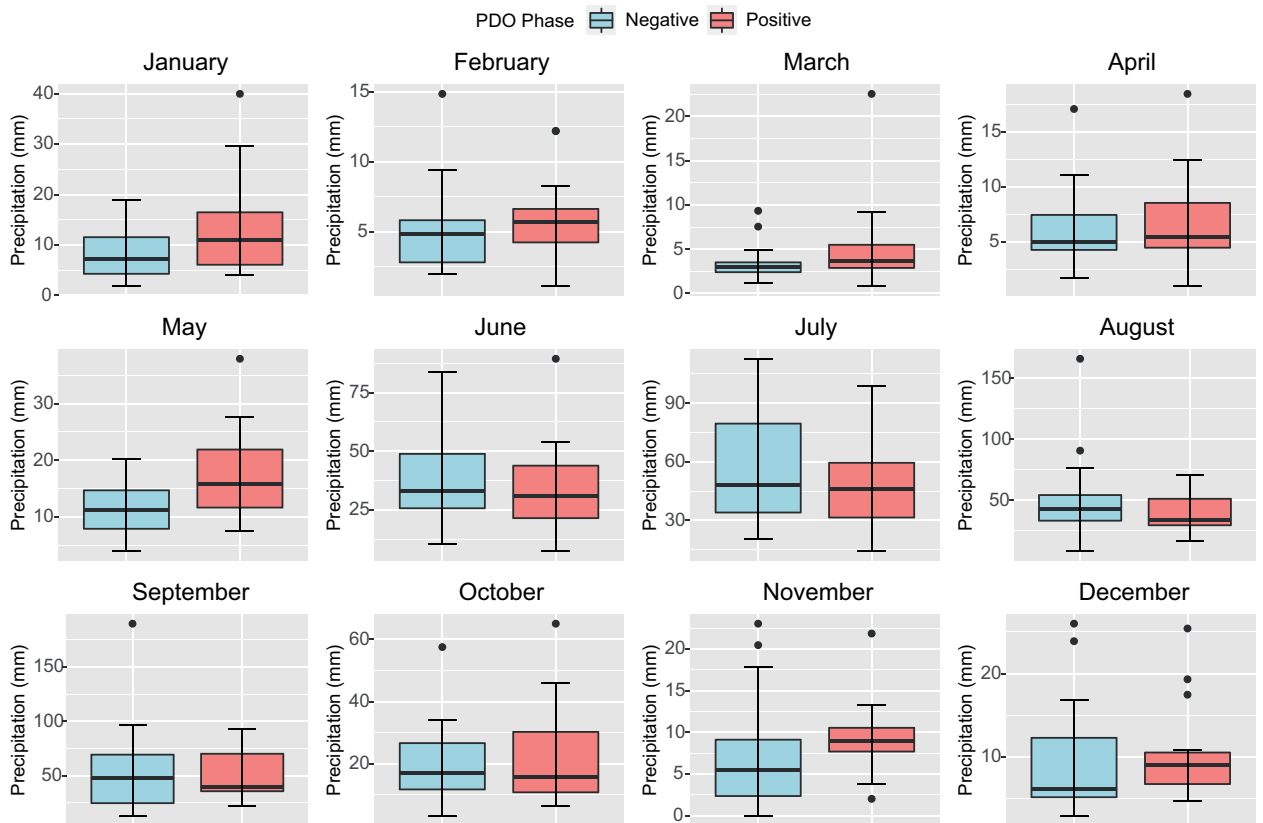 PDO Phase Negative Positive
January February March April
Precipitation (mm) Precipitation (mm) Precipitation (mm) Precipitation (mm)
40 30 20 10 0
15 10 5
20 15 10 5 0
15 10 5
May June July August
Precipitation (mm) Precipitation (mm) Precipitation (mm) Precipitation (mm)
30 20 10
75 50 25
90 60 30
150 100 50
September October November December
Precipitation (mm) Precipitation (mm) Precipitation (mm) Precipitation (mm)
150 100 50
60 40 20
20 15 10 5 0
20 10